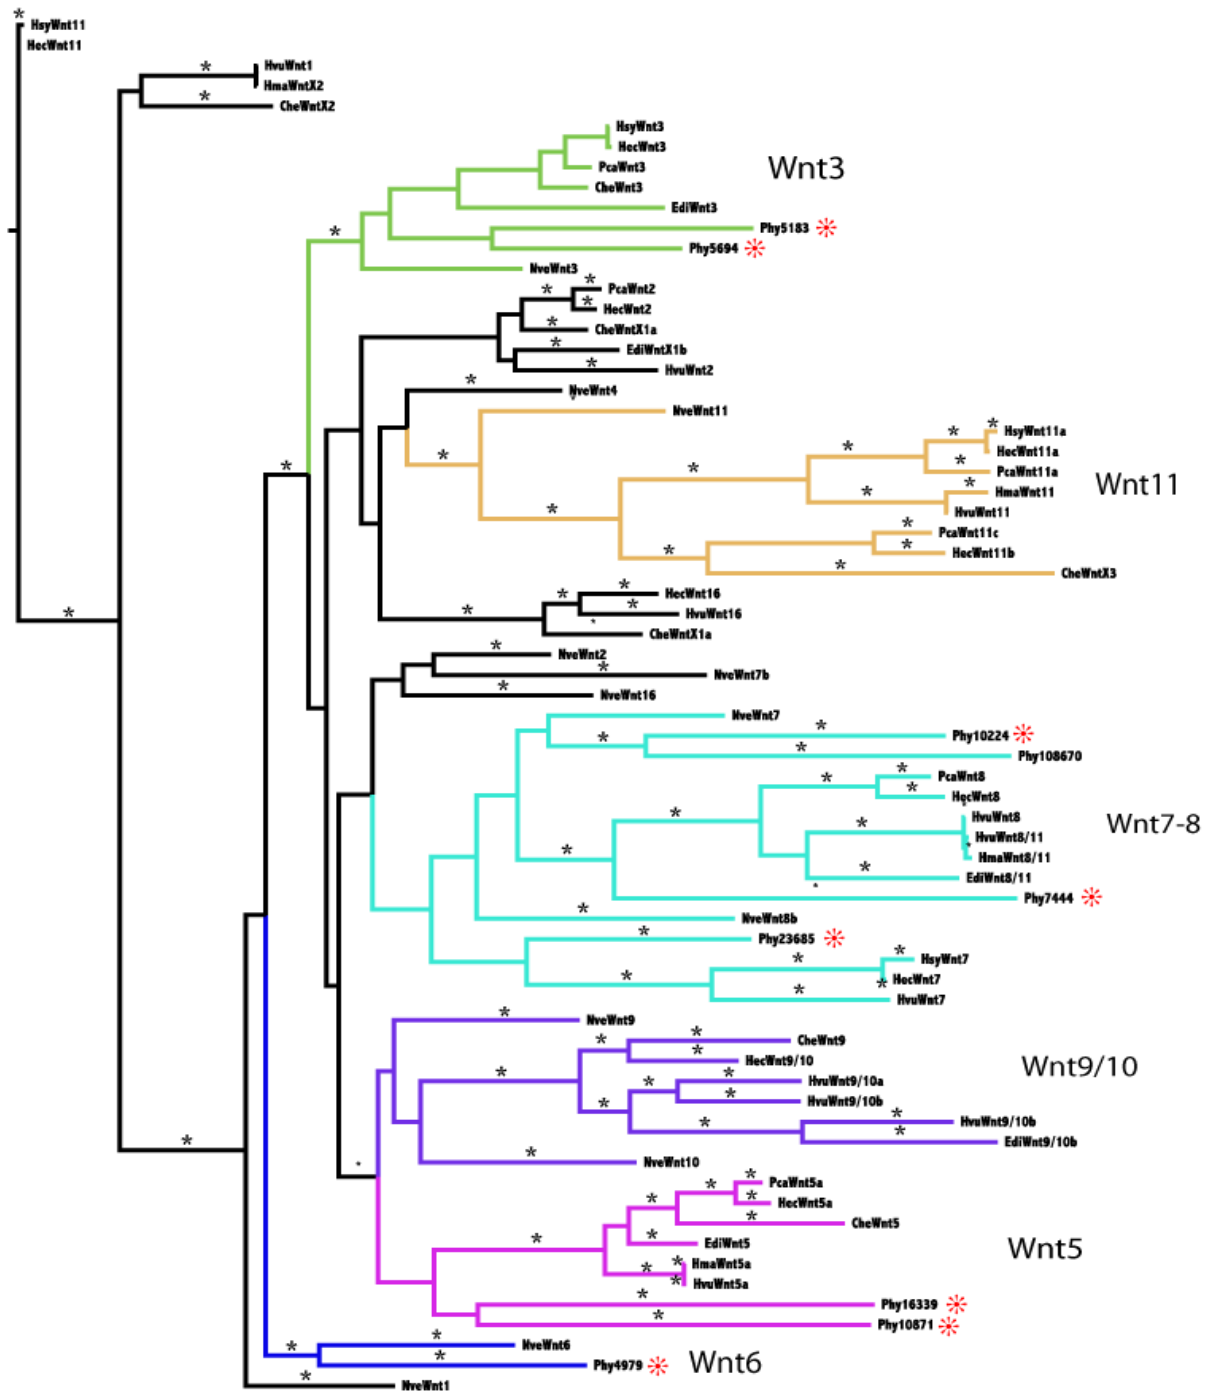 HsyWnt11
HecWnt11
HvuWnt1
HmaWntX2
CheWntX2
HsyWnt3
HecWnt3
PcaWnt3
CheWnt3
EdiWnt3
Phy5183
Phy5694
NveWnt3
Wnt3
PcaWnt2
HecWnt2
CheWntX1a
EdiWntX1b
HvuWnt2
NveWnt4
NveWnt11
HsyWnt11a
HecWnt11a
PcaWnt11a
HmaWnt11
HvuWnt11
PcaWnt11c
HecWnt11b
CheWntX3
Wnt11
HecWnt16
HvuWnt16
CheWntX1a
NveWnt2
NveWnt7b
NveWnt16
NveWnt7
Phy10224
Phy108670
PcaWnt8
HecWnt8
HvuWnt8
HvuWnt8/11
HmaWnt8/11
EdiWnt8/11
Phy7444
NveWnt8b
Phy23685
HsyWnt7
HecWnt7
HvuWnt7
Wnt7-8
NveWnt9
CheWnt9
HecWnt9/10
HvuWnt9/10a
HvuWnt9/10b
HvuWnt9/10b
EdiWnt9/10b
NveWnt10
Wnt9/10
PcaWnt5a
HecWnt5a
CheWnt5
EdiWnt5
HmaWnt5a
HvuWnt5a
Phy16339
Phy10871
Wnt5
NveWnt6
Phy4979
Wnt6
NveWnt1